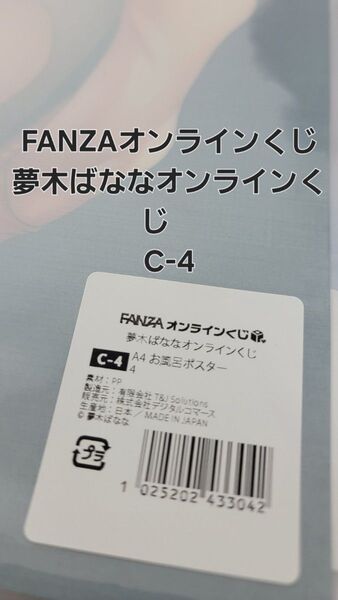 FANZAオンラインくじ
夢木ばななオンラインく
じ
C-4
FANZA オンラインくじ
夢木ばななオンラインくじ
C-4 A4 お風呂ポスター
4
素材：PP
製造元：有限会社 T&J Solutions
販売元：株式会社デジタルコマース
生産地：日本／MADE IN JAPAN
© 夢木ばなな
プラ
1 025202 433042